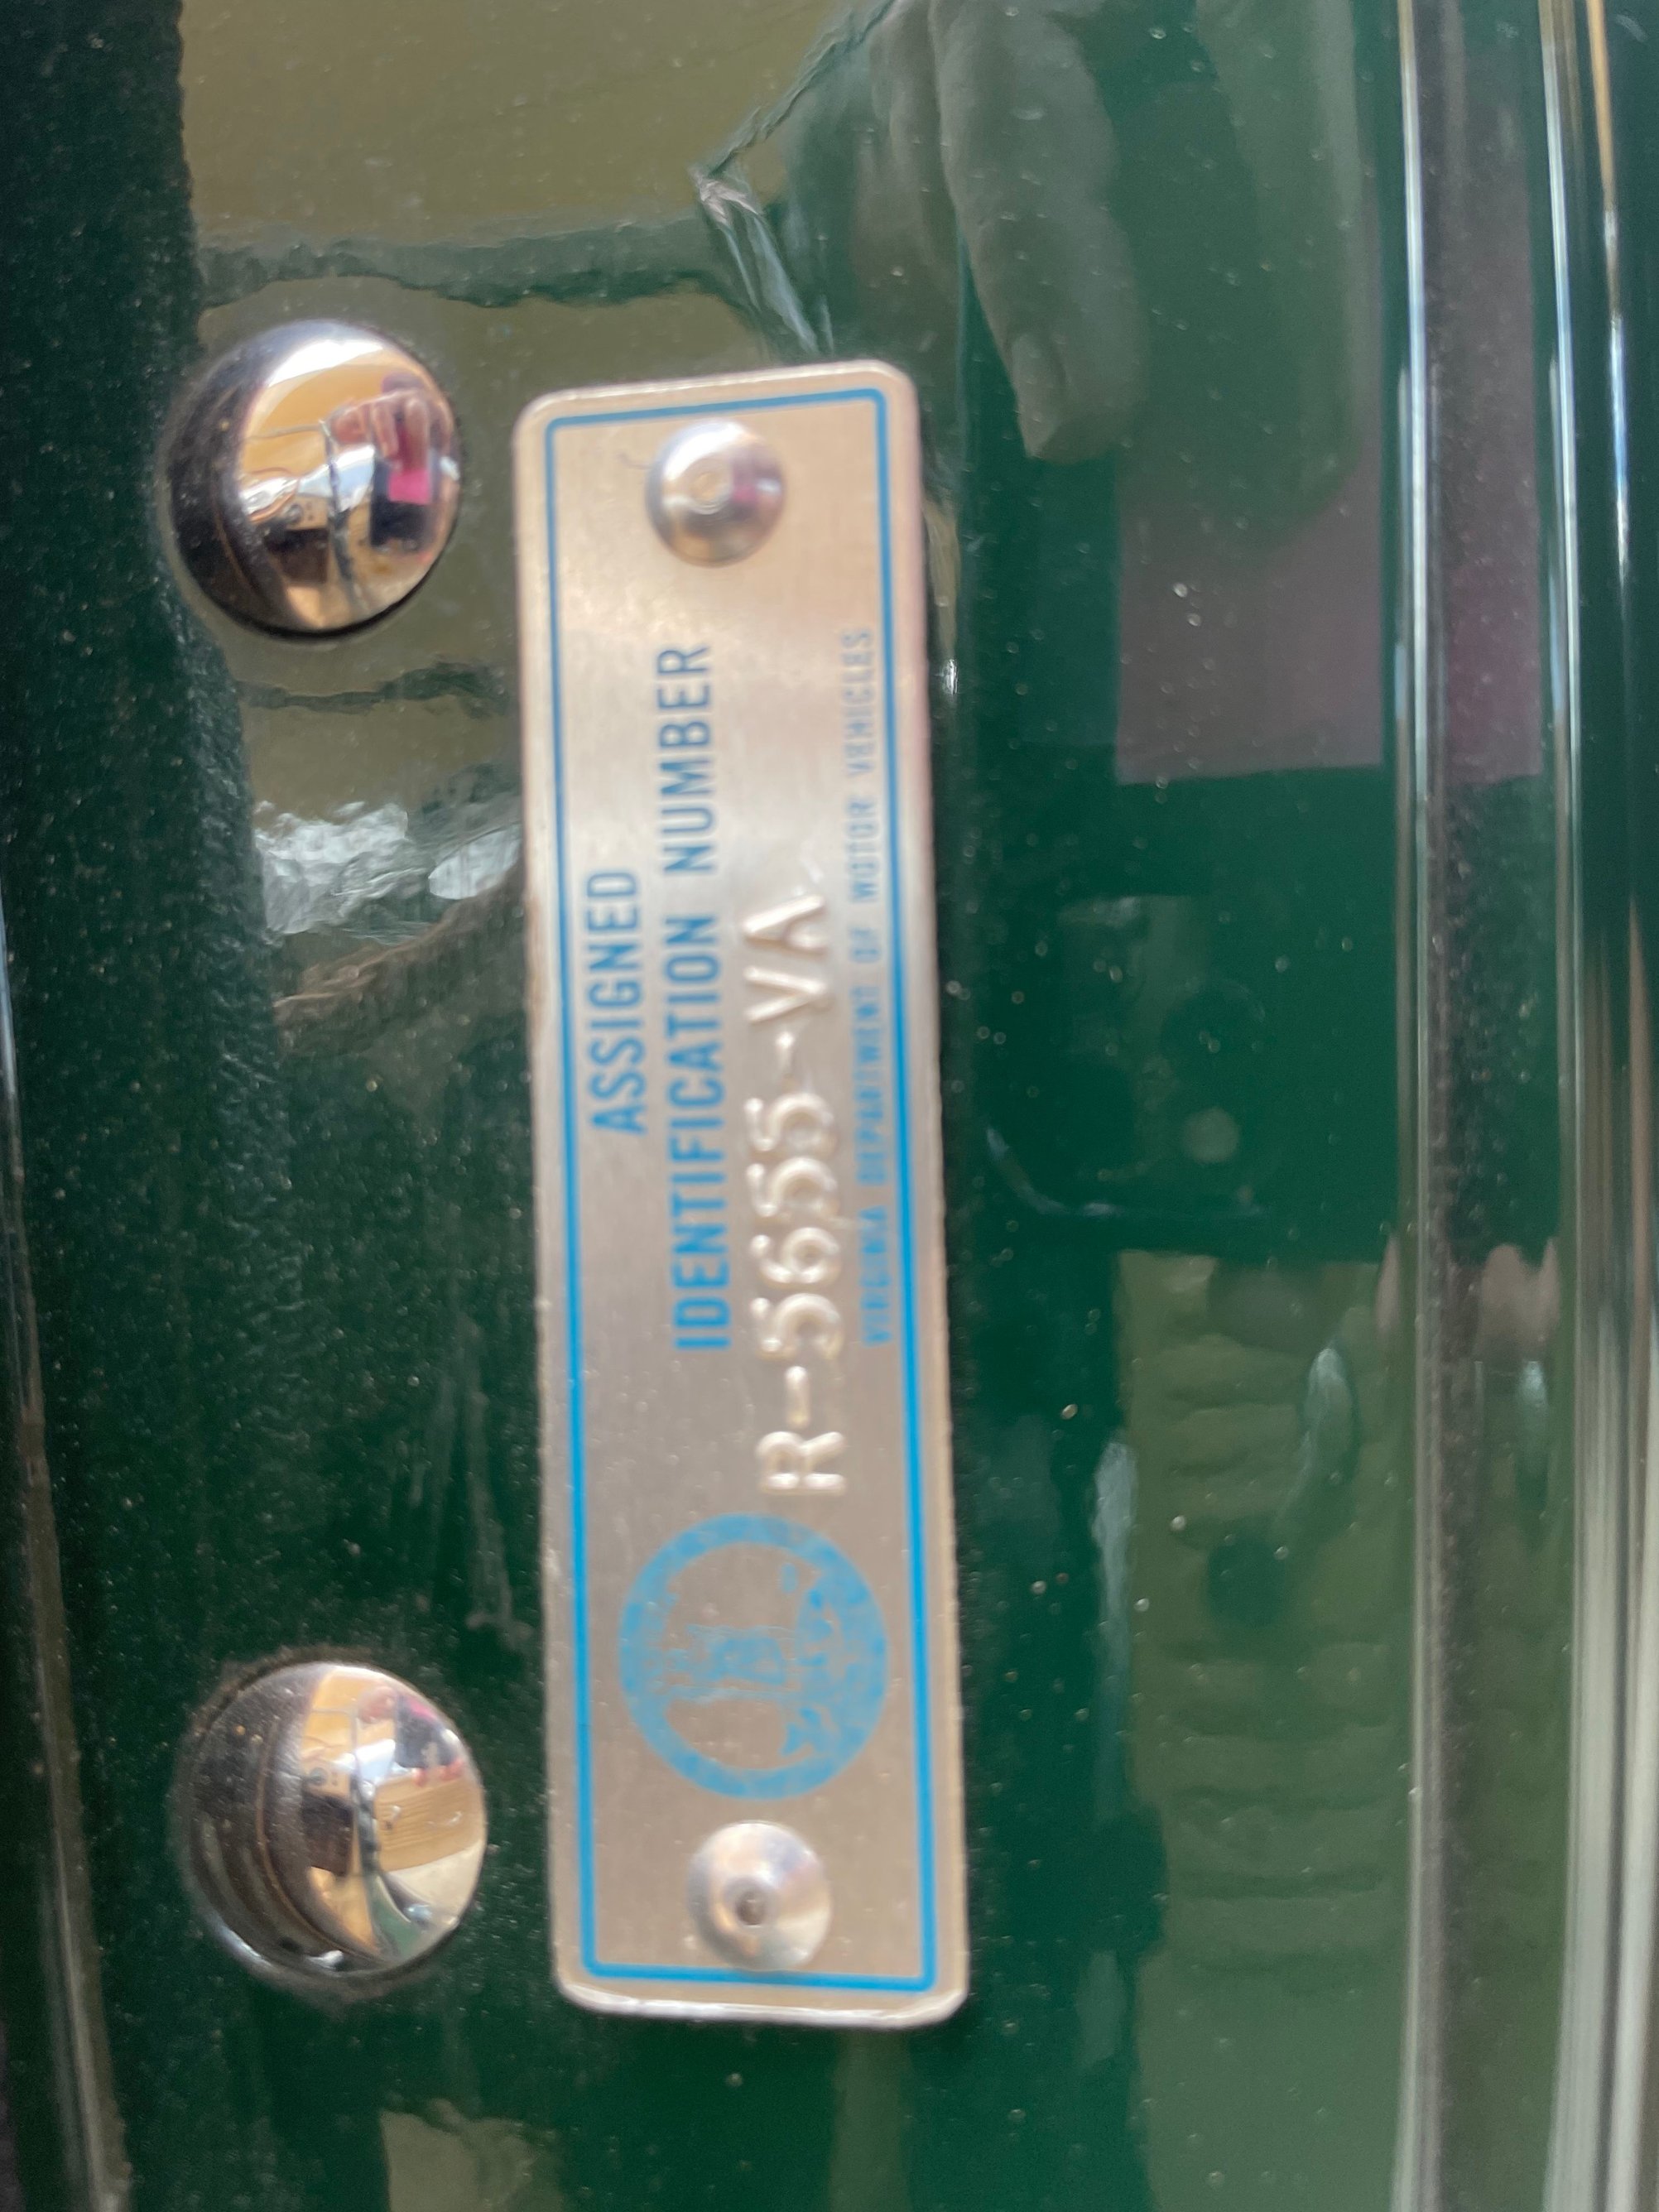 ASSIGNED
IDENTIFICATION NUMBER
R-5655-VA
VIRGINIA DEPARTMENT OF MOTOR VEHICLES